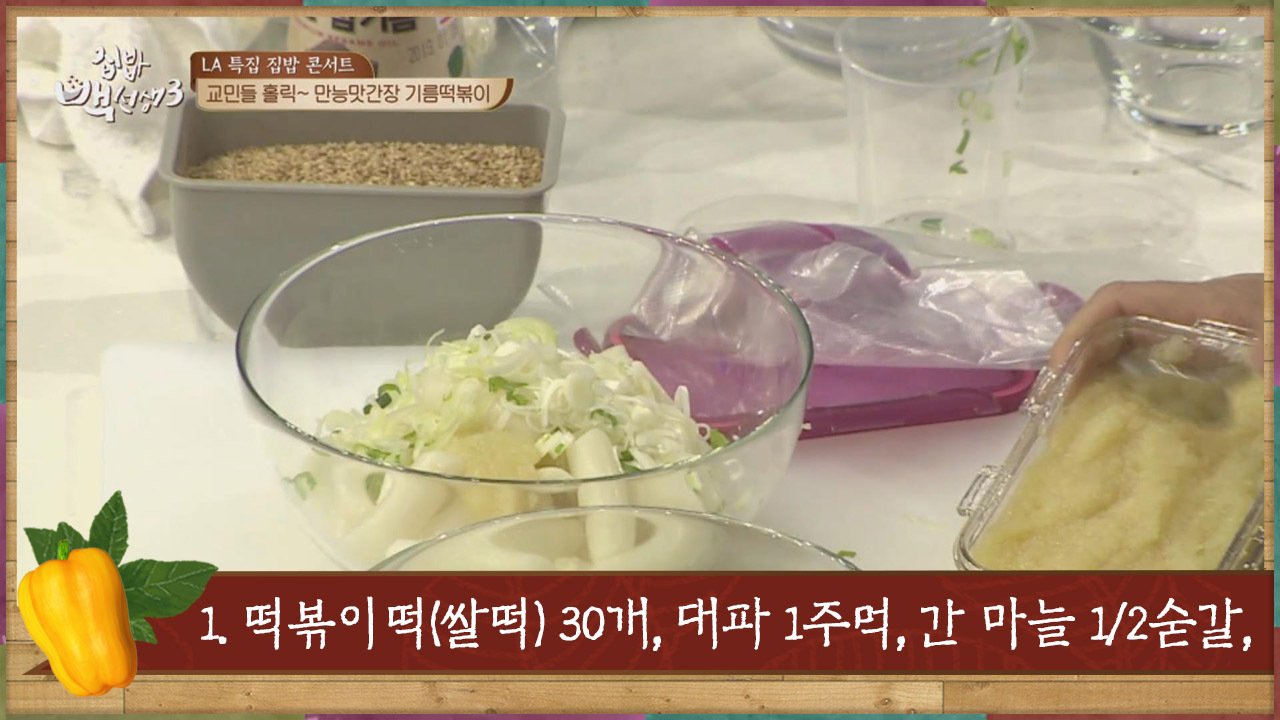 집밥
백선생3
LA 특집 집밥 콘서트
교민들 홀릭~ 만능맛간장 기름떡볶이
1. 떡볶이떡(쌀떡) 30개, 대파 1주먹, 간 마늘 1/2숟갈,